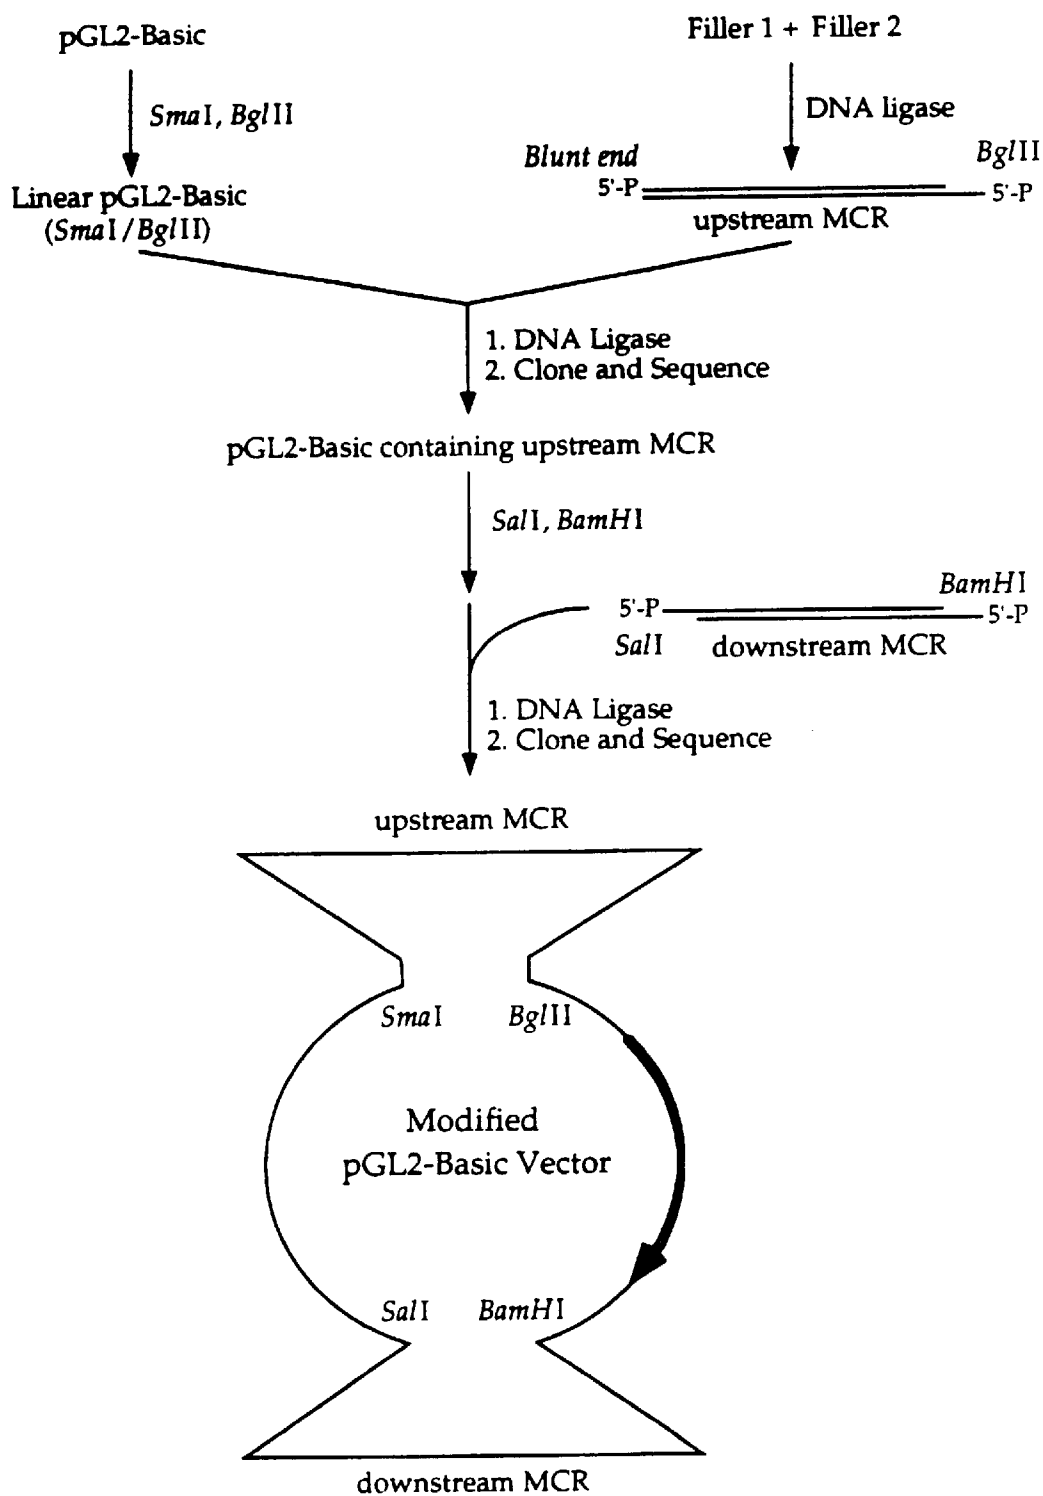 pGL2-Basic
Filler 1 + Filler 2
SmaI, BglII
DNA ligase
Blunt end
BglII
5'-P
5'-P
Linear pGL2-Basic
(SmaI/BglII)
upstream MCR
1. DNA Ligase
2. Clone and Sequence
pGL2-Basic containing upstream MCR
SalI, BamHI
BamHI
5'-P
5'-P
SalI
downstream MCR
1. DNA Ligase
2. Clone and Sequence
upstream MCR
SmaI
BglII
Modified
pGL2-Basic Vector
SalI
BamHI
downstream MCR